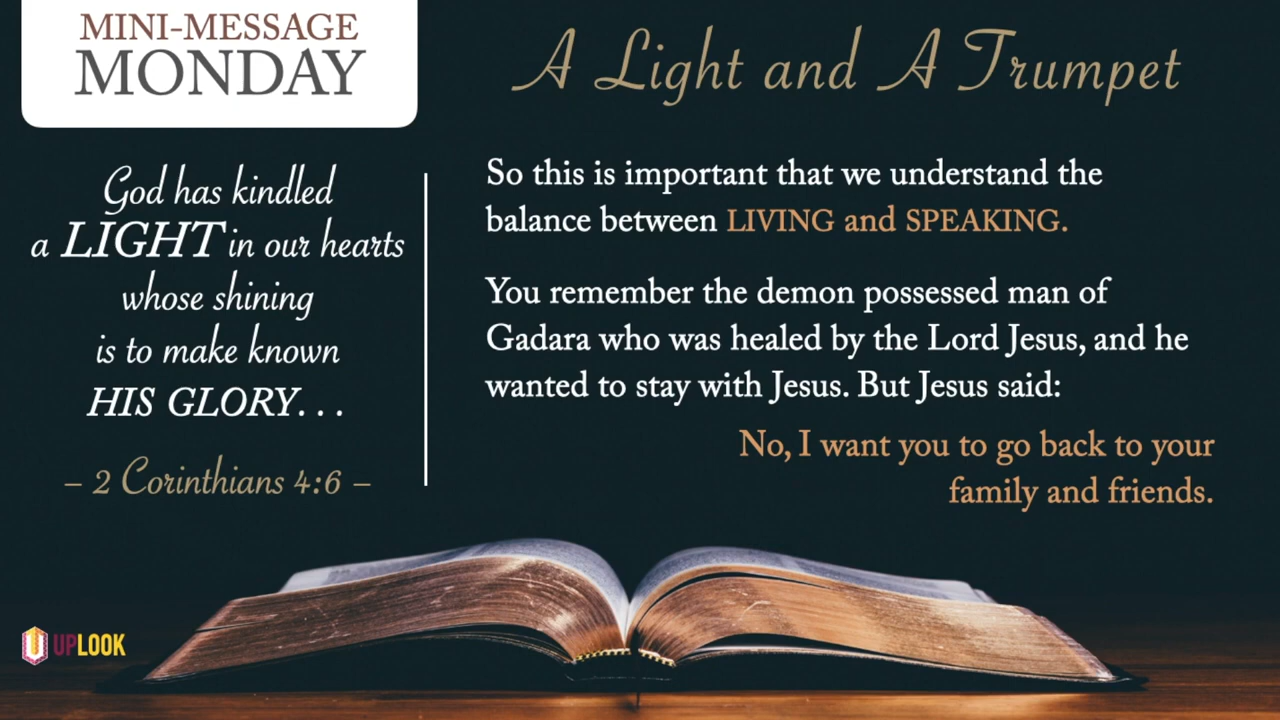 MINI-MESSAGE
MONDAY
A Light and A Trumpet
God has kindled
a LIGHT in our hearts
whose shining
is to make known
HIS GLORY...
– 2 Corinthians 4:6 –
So this is important that we understand the
balance between LIVING and SPEAKING.
You remember the demon possessed man of
Gadara who was healed by the Lord Jesus, and he
wanted to stay with Jesus. But Jesus said:
No, I want you to go back to your
family and friends.
UPLOOK